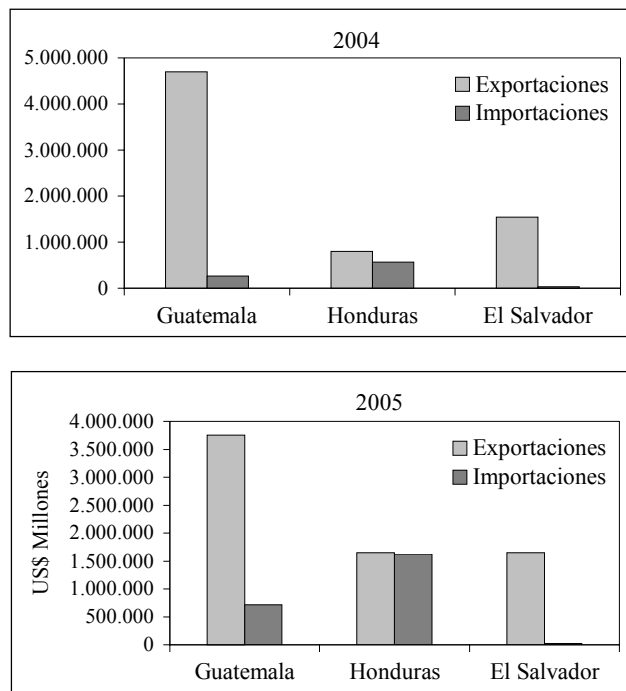 2004
5.000.000
4.000.000
3.000.000
2.000.000
1.000.000
0
Exportaciones
Importaciones
Guatemala
Honduras
El Salvador
2005
US$ Millones
4.000.000
3.500.000
3.000.000
2.500.000
2.000.000
1.500.000
1.000.000
500.000
0
Exportaciones
Importaciones
Guatemala
Honduras
El Salvador